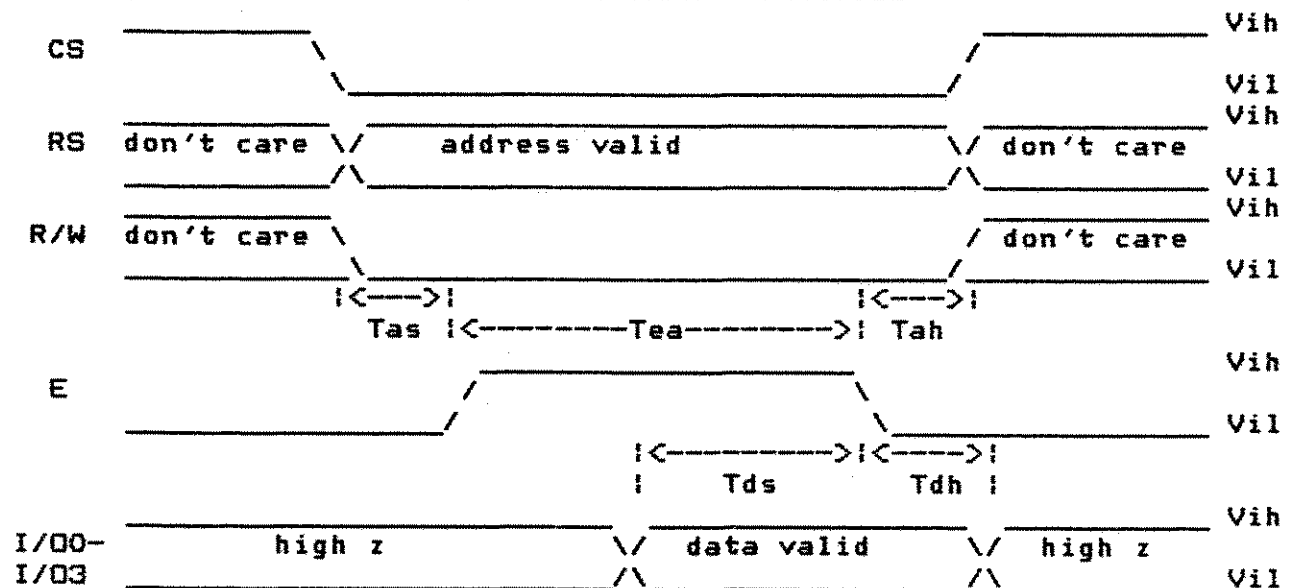 Vih
CS
Vil
Vih
RS don't care address valid don't care
Vil
Vih
R/W don't care don't care
Vil
Tas Tea Tah
Vih
E
Vil
Tds Tdh
Vih
I/O0- high z data valid high z
I/O3 Vil